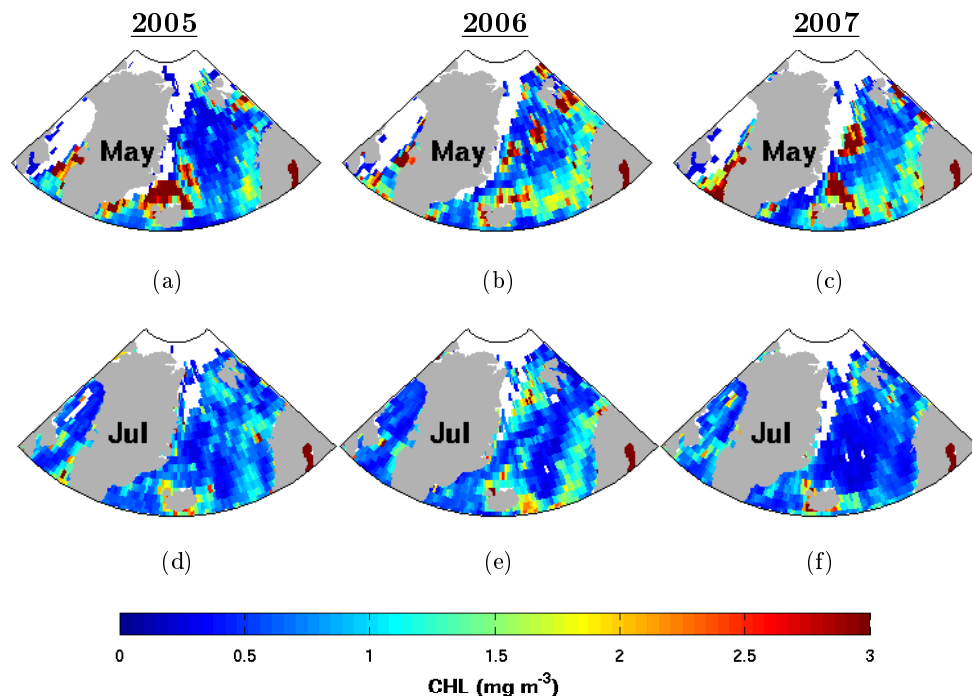 2005 2006 2007
May May May
(a) (b) (c)
Jul Jul Jul
(d) (e) (f)
0 0.5 1 1.5 2 2.5 3
CHL (mg m⁻³)